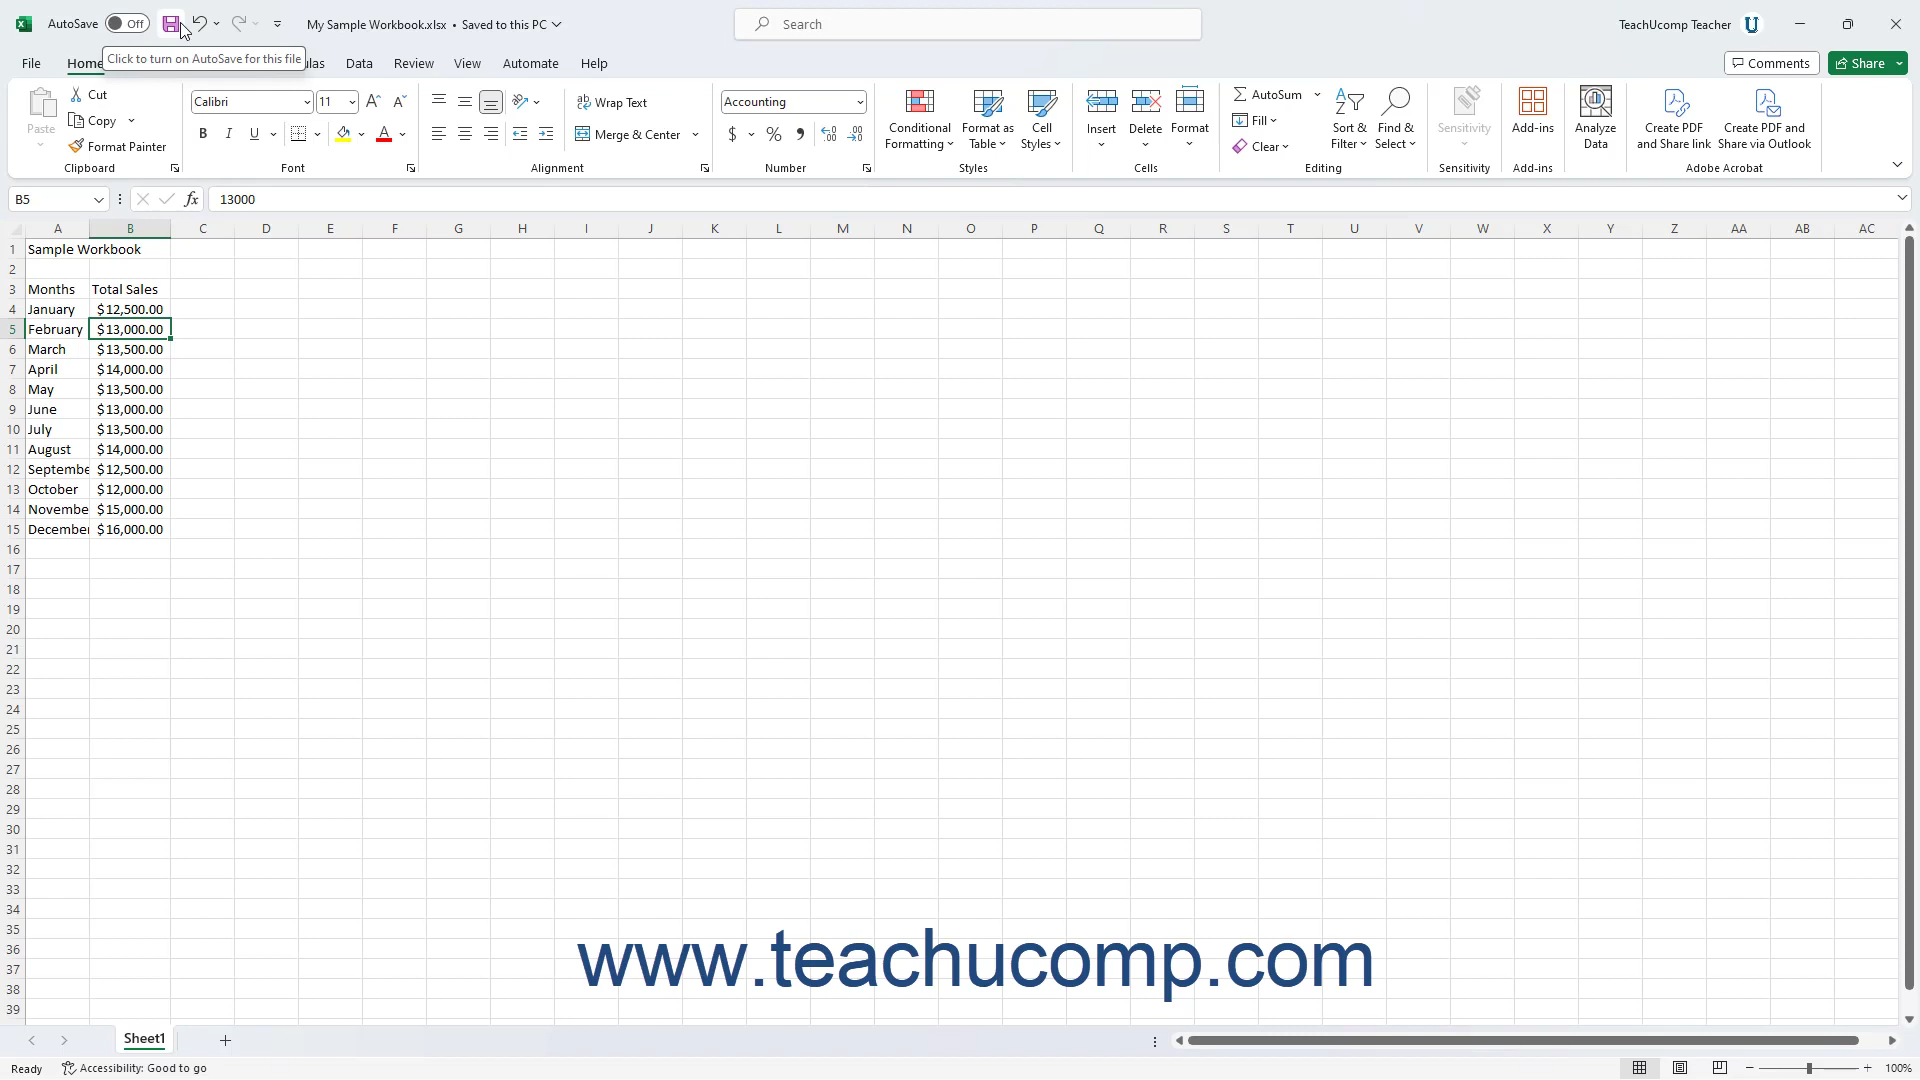 AutoSave Off My Sample Workbook.xlsx • Saved to this PC Search TeachUcomp Teacher
Click to turn on AutoSave for this file
File Home ulas Data Review View Automate Help Comments Share
Paste Cut Copy Format Painter Clipboard
Calibri 11 B I U A Font
ab Wrap Text Merge & Center Alignment
Accounting $ % , Number
Conditional Formatting Format as Table Cell Styles Styles
Insert Delete Format Cells
AutoSum Fill Clear Sort & Filter Find & Select Editing
Sensitivity Sensitivity
Add-ins Add-ins
Analyze Data
Create PDF and Share link Create PDF and Share via Outlook Adobe Acrobat
B5 fx 13000
A B C D E F G H I J K L M N O P Q R S T U V W X Y Z AA AB AC
1 Sample Workbook
2
3 Months Total Sales
4 January $12,500.00
5 February $13,000.00
6 March $13,500.00
7 April $14,000.00
8 May $13,500.00
9 June $13,000.00
10 July $13,500.00
11 August $14,000.00
12 Septembe $12,500.00
13 October $12,000.00
14 Novembe $15,000.00
15 December $16,000.00
16
17
18
19
20
21
22
23
24
25
26
27
28
29
30
31
32
33
34
35
36
37
38
39
www.teachucomp.com
Sheet1
Ready Accessibility: Good to go 100%